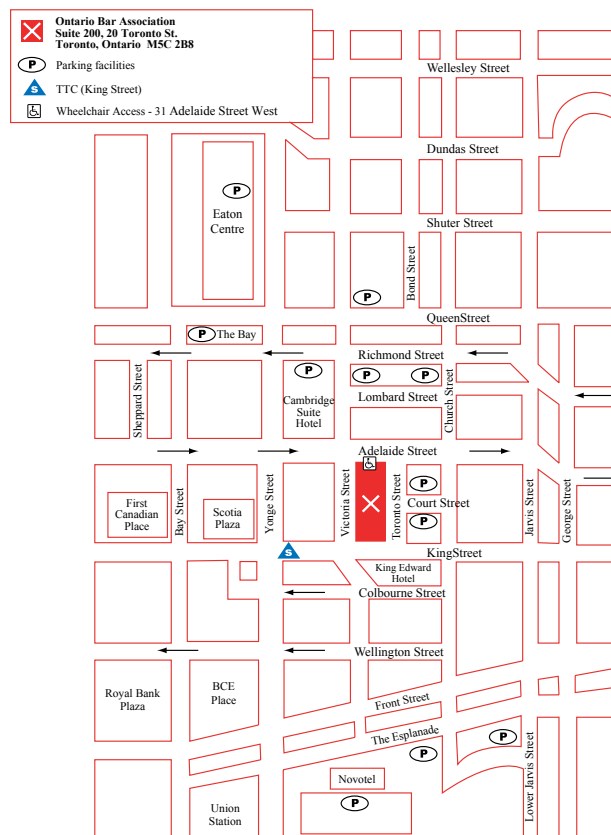 Ontario Bar Association
Suite 200, 20 Toronto St.
Toronto, Ontario  M5C 2B8
P
Parking facilities
S
TTC (King Street)
Wheelchair Access - 31 Adelaide Street West
Wellesley Street
Dundas Street
P
Eaton
Centre
Shuter Street
Bond Street
P
QueenStreet
P
The Bay
Richmond Street
Sheppard Street
P
Cambridge
Suite
Hotel
P
P
Lombard Street
Church Street
Adelaide Street
First
Canadian
Place
Bay Street
Scotia
Plaza
Yonge Street
Victoria Street
Toronto Street
P
Court Street
P
Jarvis Street
George Street
S
KingStreet
King Edward
Hotel
Colbourne Street
Wellington Street
Royal Bank
Plaza
BCE
Place
Front Street
The Esplanade
P
P
Lower Jarvis Street
Novotel
P
Union
Station